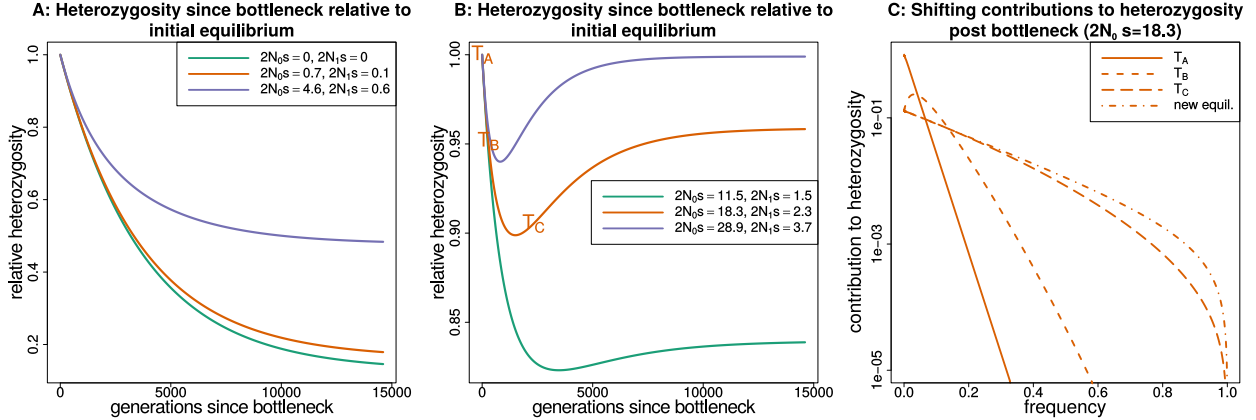 A: Heterozygosity since bottleneck relative to
initial equilibrium
relative heterozygosity
1.0
0.8
0.6
0.4
0.2
2N₀s = 0, 2N₁s = 0
2N₀s = 0.7, 2N₁s = 0.1
2N₀s = 4.6, 2N₁s = 0.6
0
5000
10000
15000
generations since bottleneck
B: Heterozygosity since bottleneck relative to
initial equilibrium
relative heterozygosity
1.00
0.95
0.90
0.85
T_A
T_B
T_C
2N₀s = 11.5, 2N₁s = 1.5
2N₀s = 18.3, 2N₁s = 2.3
2N₀s = 28.9, 2N₁s = 3.7
0
5000
10000
15000
generations since bottleneck
C: Shifting contributions to heterozygosity
post bottleneck (2N₀ s=18.3)
contribution to heterozygosity
1e-01
1e-03
1e-05
T_A
T_B
T_C
new equil.
0.0
0.2
0.4
0.6
0.8
1.0
frequency